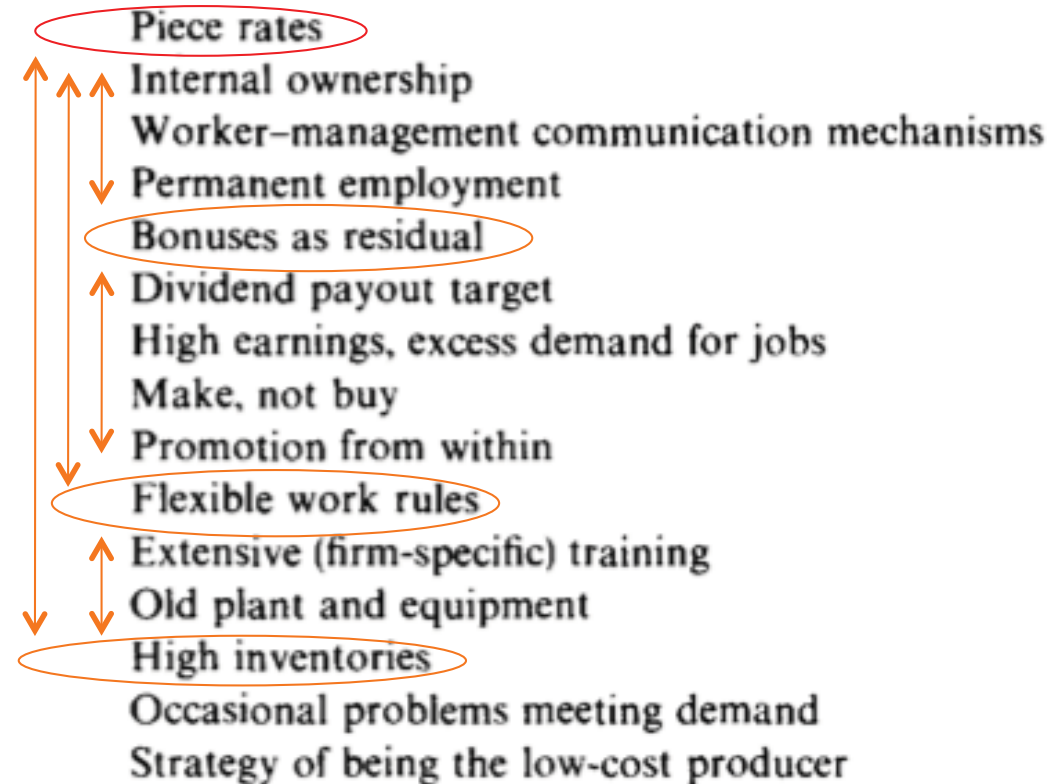 Piece rates
Internal ownership
Worker–management communication mechanisms
Permanent employment
Bonuses as residual
Dividend payout target
High earnings, excess demand for jobs
Make, not buy
Promotion from within
Flexible work rules
Extensive (firm-specific) training
Old plant and equipment
High inventories
Occasional problems meeting demand
Strategy of being the low-cost producer